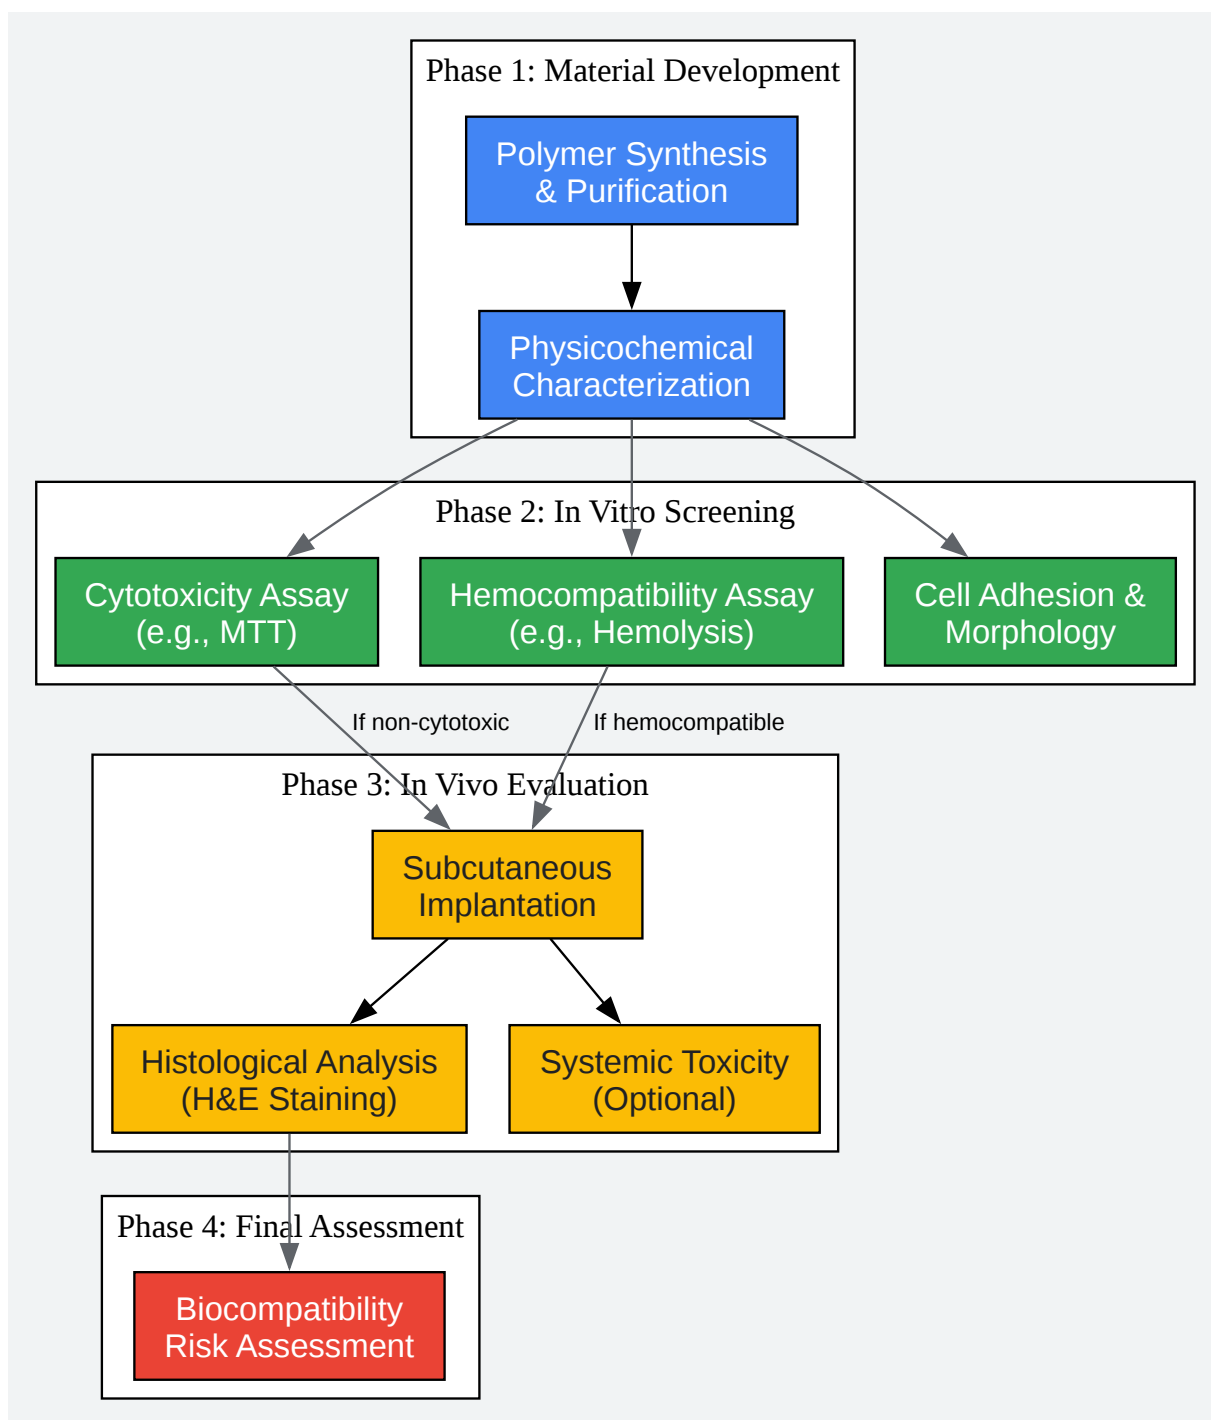 Phase 1: Material Development
Polymer Synthesis
& Purification
Physicochemical
Characterization
Phase 2: In Vitro Screening
Cytotoxicity Assay
(e.g., MTT)
Hemocompatibility Assay
(e.g., Hemolysis)
Cell Adhesion &
Morphology
If non-cytotoxic
If hemocompatible
Phase 3: In Vivo Evaluation
Subcutaneous
Implantation
Histological Analysis
(H&E Staining)
Systemic Toxicity
(Optional)
Phase 4: Final Assessment
Biocompatibility
Risk Assessment